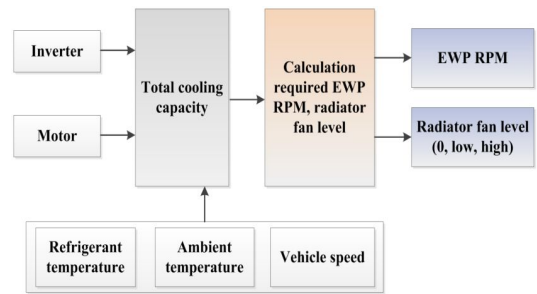 Inverter
Motor
Total cooling
capacity
Calculation
required EWP
RPM, radiator
fan level
EWP RPM
Radiator fan level
(0, low, high)
Refrigerant
temperature
Ambient
temperature
Vehicle speed